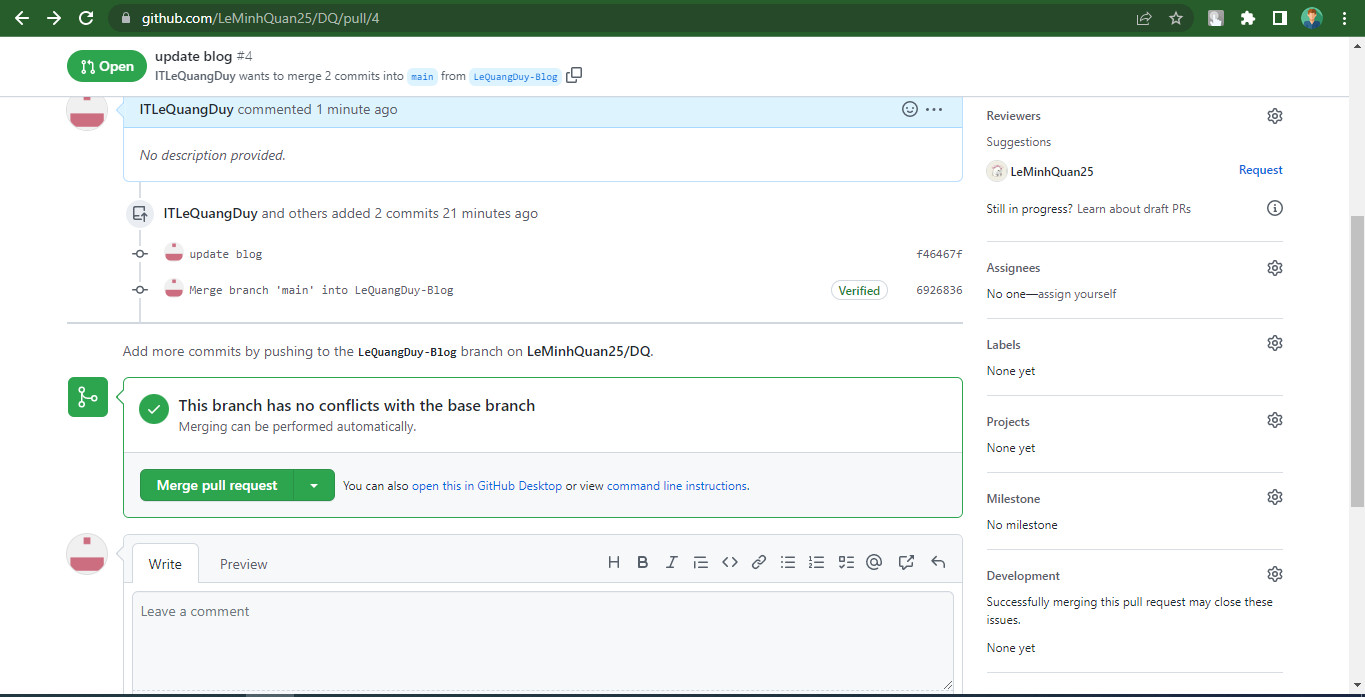 github.com/LeMinhQuan25/DQ/pull/4
Open
update blog #4
ITLeQuangDuy wants to merge 2 commits into main from LeQuangDuy-Blog
ITLeQuangDuy commented 1 minute ago
No description provided.
ITLeQuangDuy and others added 2 commits 21 minutes ago
update blog f46467f
Merge branch 'main' into LeQuangDuy-Blog Verified 6926836
Add more commits by pushing to the LeQuangDuy-Blog branch on LeMinhQuan25/DQ.
This branch has no conflicts with the base branch
Merging can be performed automatically.
Merge pull request You can also open this in GitHub Desktop or view command line instructions.
Write Preview
Leave a comment
Reviewers
Suggestions
LeMinhQuan25 Request
Still in progress? Learn about draft PRs
Assignees
No one—assign yourself
Labels
None yet
Projects
None yet
Milestone
No milestone
Development
Successfully merging this pull request may close these
issues.
None yet